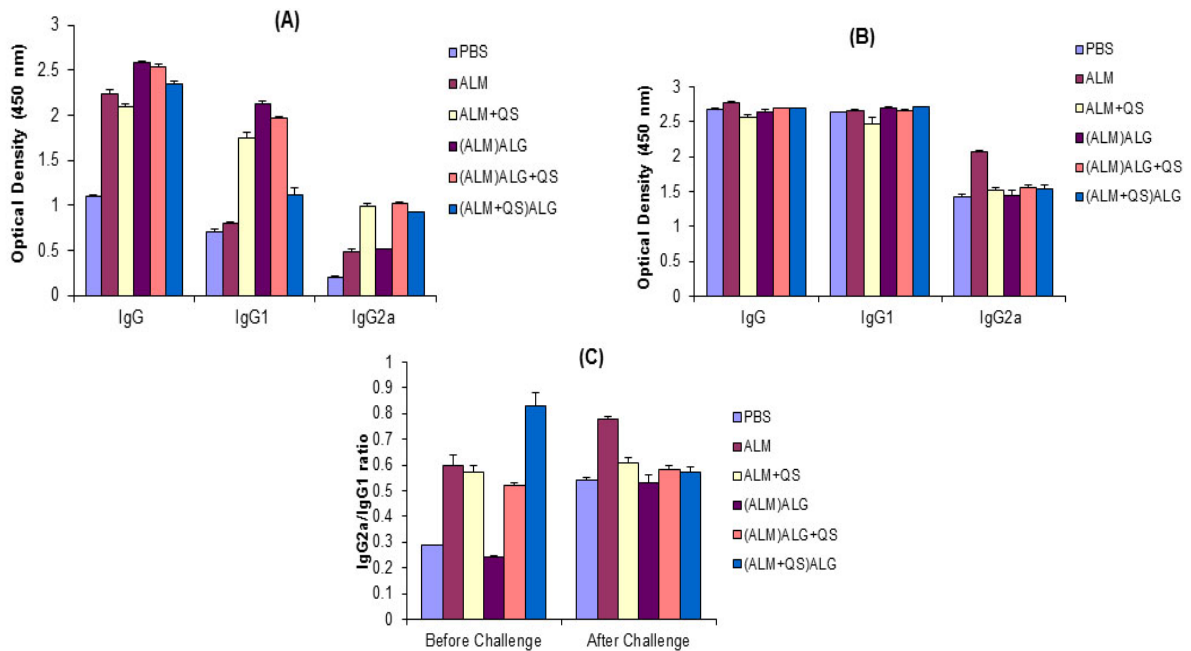 (A)
Optical Density (450 nm)
3
2.5
2
1.5
1
0.5
0
IgG
IgG1
IgG2a
PBS
ALM
ALM+QS
(ALM)ALG
(ALM)ALG+QS
(ALM+QS)ALG
(B)
Optical Density (450 nm)
3
2.5
2
1.5
1
0.5
0
IgG
IgG1
IgG2a
PBS
ALM
ALM+QS
(ALM)ALG
(ALM)ALG+QS
(ALM+QS)ALG
(C)
IgG2a/IgG1 ratio
1
0.9
0.8
0.7
0.6
0.5
0.4
0.3
0.2
0.1
0
Before Challenge
After Challenge
PBS
ALM
ALM+QS
(ALM)ALG
(ALM)ALG+QS
(ALM+QS)ALG